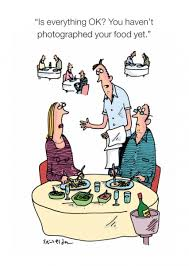 “Is everything OK? You haven’t
photographed your food yet.”